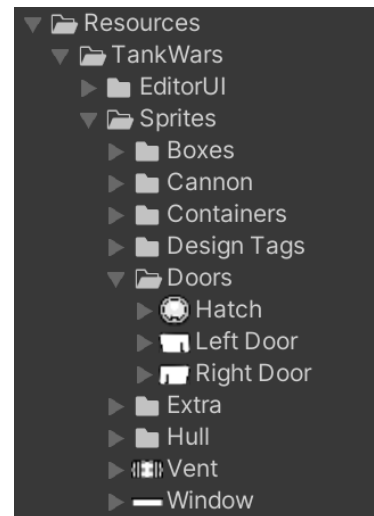 Resources
TankWars
EditorUI
Sprites
Boxes
Cannon
Containers
Design Tags
Doors
Hatch
Left Door
Right Door
Extra
Hull
Vent
Window